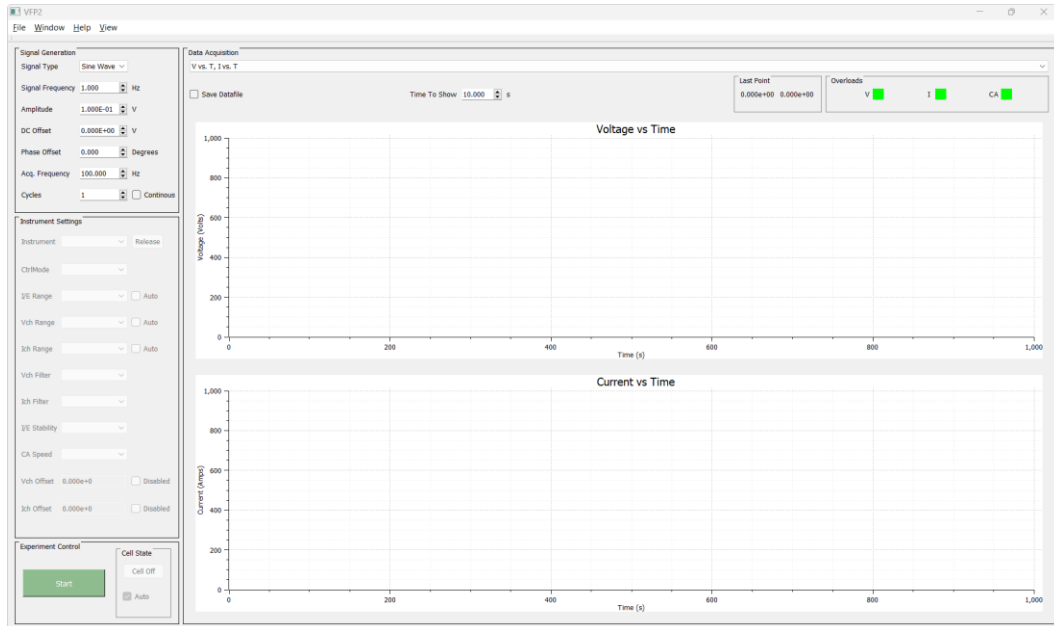 VFP2
File Window Help View
Signal Generation
Signal Type Sine Wave
Signal Frequency 1.000 Hz
Amplitude 1.000E-01 V
DC Offset 0.000E+00 V
Phase Offset 0.000 Degrees
Acq. Frequency 100.000 Hz
Cycles 1 Continous
Instrument Settings
Instrument Release
CtrlMode
I/E Range Auto
Vch Range Auto
Ich Range Auto
Vch Filter
Ich Filter
I/E Stability
CA Speed
Vch Offset 0.000e+0 Disabled
Ich Offset 0.000e+0 Disabled
Experiment Control
Start
Cell State
Cell Off
Auto
Data Acquisition
V vs. T, I vs. T
Save Datafile
Time To Show 10.000 s
Last Point
0.000e+00 0.000e+00
Overloads
V I CA
Voltage vs Time
Voltage (Volts)
1,000
800
600
400
200
0
0 200 400 600 800 1,000
Time (s)
Current vs Time
Current (Amps)
1,000
800
600
400
200
0
0 200 400 600 800 1,000
Time (s)